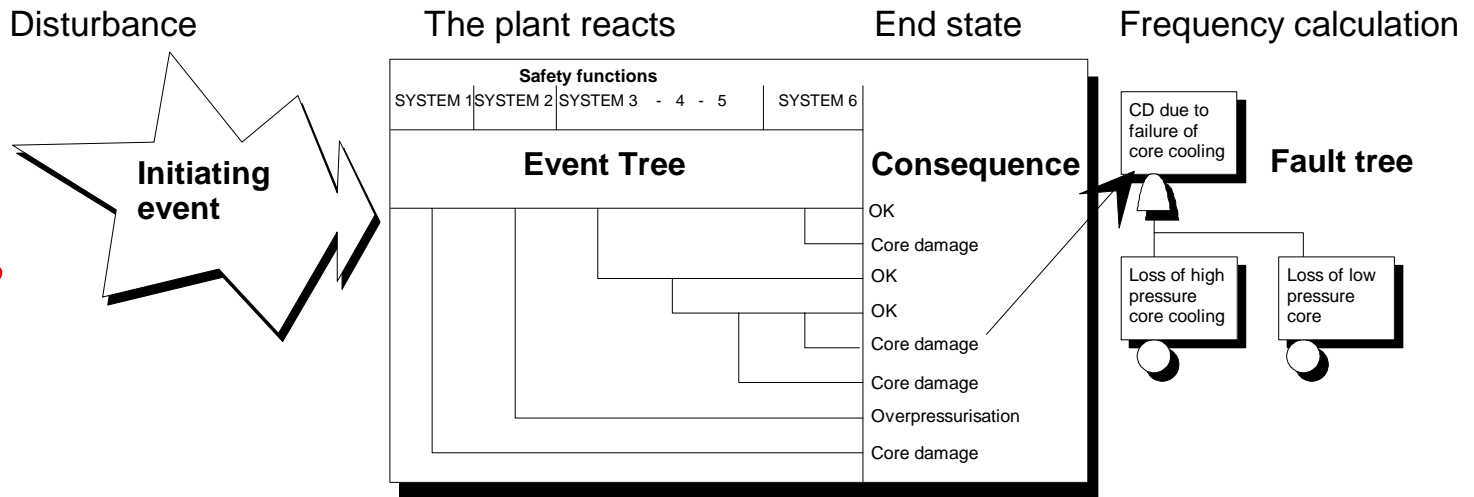 Disturbance
The plant reacts
End state
Frequency calculation
Safety functions
SYSTEM 1
SYSTEM 2
SYSTEM 3 - 4 - 5
SYSTEM 6
Initiating
event
Event Tree
Consequence
OK
Core damage
OK
OK
Core damage
Core damage
Overpressurisation
Core damage
CD due to
failure of
core cooling
Fault tree
Loss of high
pressure
core cooling
Loss of low
pressure
core